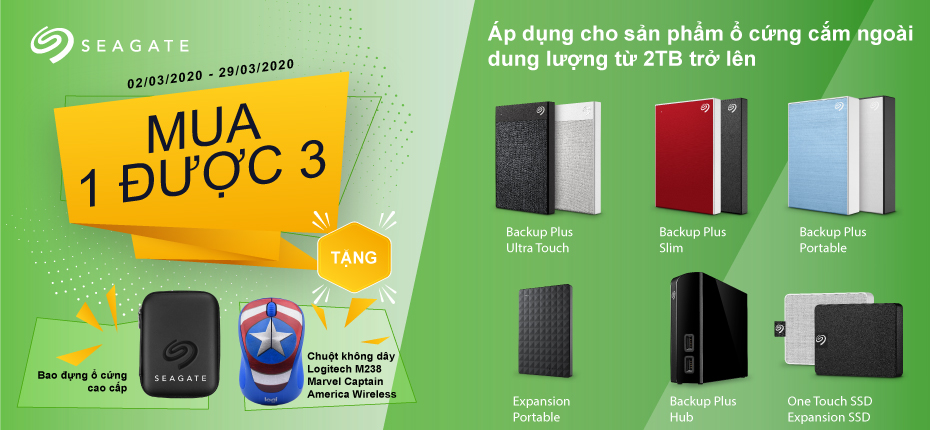 SEAGATE
02/03/2020 - 29/03/2020
MUA
1 ĐƯỢC 3
TẶNG
Bao đựng ổ cứng
cao cấp
SEAGATE
logi
Chuột không dây
Logitech M238
Marvel Captain
America Wireless
Áp dụng cho sản phẩm ổ cứng cắm ngoài
dung lượng từ 2TB trở lên
Backup Plus
Ultra Touch
Backup Plus
Slim
Backup Plus
Portable
Expansion
Portable
Backup Plus
Hub
One Touch SSD
Expansion SSD